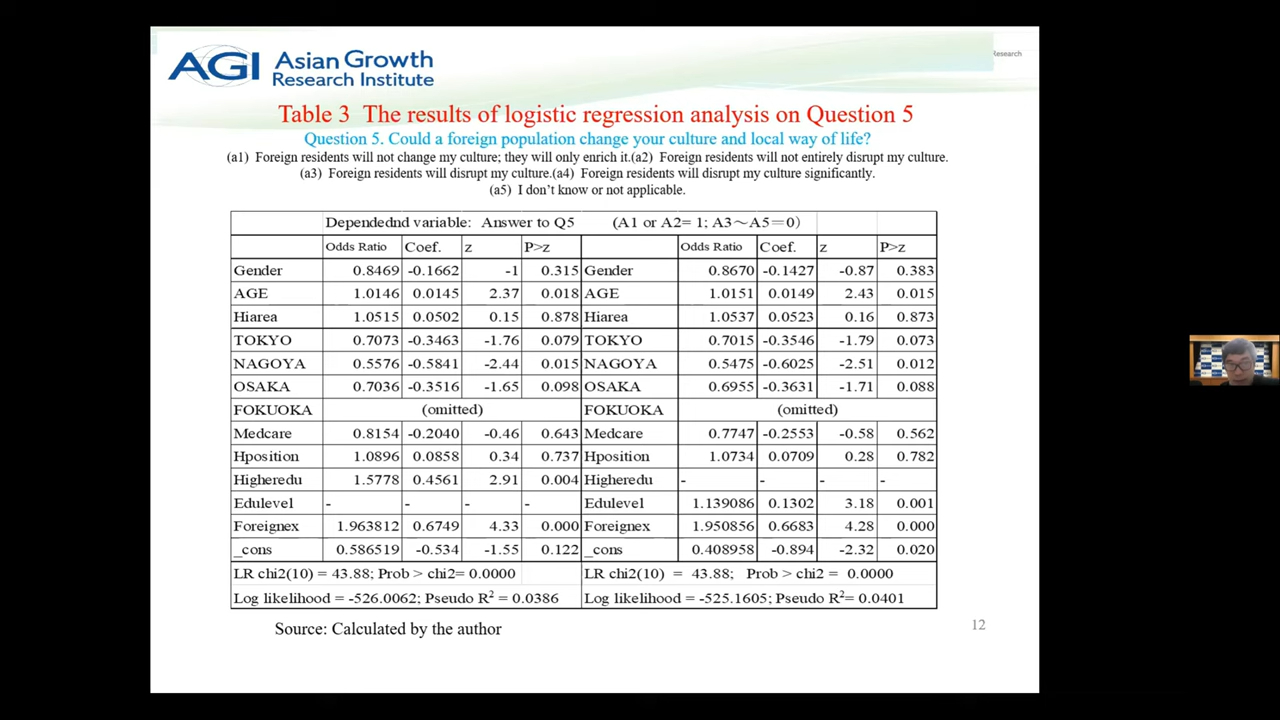 Research
AGI Asian Growth
Research Institute
Table 3 The results of logistic regression analysis on Question 5
Question 5. Could a foreign population change your culture and local way of life?
(a1) Foreign residents will not change my culture; they will only enrich it.(a2) Foreign residents will not entirely disrupt my culture.
(a3) Foreign residents will disrupt my culture.(a4) Foreign residents will disrupt my culture significantly.
(a5) I don't know or not applicable.
Dependednd variable: Answer to Q5 (A1 or A2= 1; A3～A5＝0)
Odds Ratio Coef. z P>z Odds Ratio Coef. z P>z
Gender 0.8469 -0.1662 -1 0.315 Gender 0.8670 -0.1427 -0.87 0.383
AGE 1.0146 0.0145 2.37 0.018 AGE 1.0151 0.0149 2.43 0.015
Hiarea 1.0515 0.0502 0.15 0.878 Hiarea 1.0537 0.0523 0.16 0.873
TOKYO 0.7073 -0.3463 -1.76 0.079 TOKYO 0.7015 -0.3546 -1.79 0.073
NAGOYA 0.5576 -0.5841 -2.44 0.015 NAGOYA 0.5475 -0.6025 -2.51 0.012
OSAKA 0.7036 -0.3516 -1.65 0.098 OSAKA 0.6955 -0.3631 -1.71 0.088
FOKUOKA (omitted) FOKUOKA (omitted)
Medcare 0.8154 -0.2040 -0.46 0.643 Medcare 0.7747 -0.2553 -0.58 0.562
Hposition 1.0896 0.0858 0.34 0.737 Hposition 1.0734 0.0709 0.28 0.782
Higheredu 1.5778 0.4561 2.91 0.004 Higheredu - - - -
Edulevel - - - - Edulevel 1.139086 0.1302 3.18 0.001
Foreignex 1.963812 0.6749 4.33 0.000 Foreignex 1.950856 0.6683 4.28 0.000
_cons 0.586519 -0.534 -1.55 0.122 _cons 0.408958 -0.894 -2.32 0.020
LR chi2(10) = 43.88; Prob > chi2= 0.0000 LR chi2(10) = 43.88; Prob > chi2 = 0.0000
Log likelihood = -526.0062; Pseudo R² = 0.0386 Log likelihood = -525.1605; Pseudo R²= 0.0401
Source: Calculated by the author
12